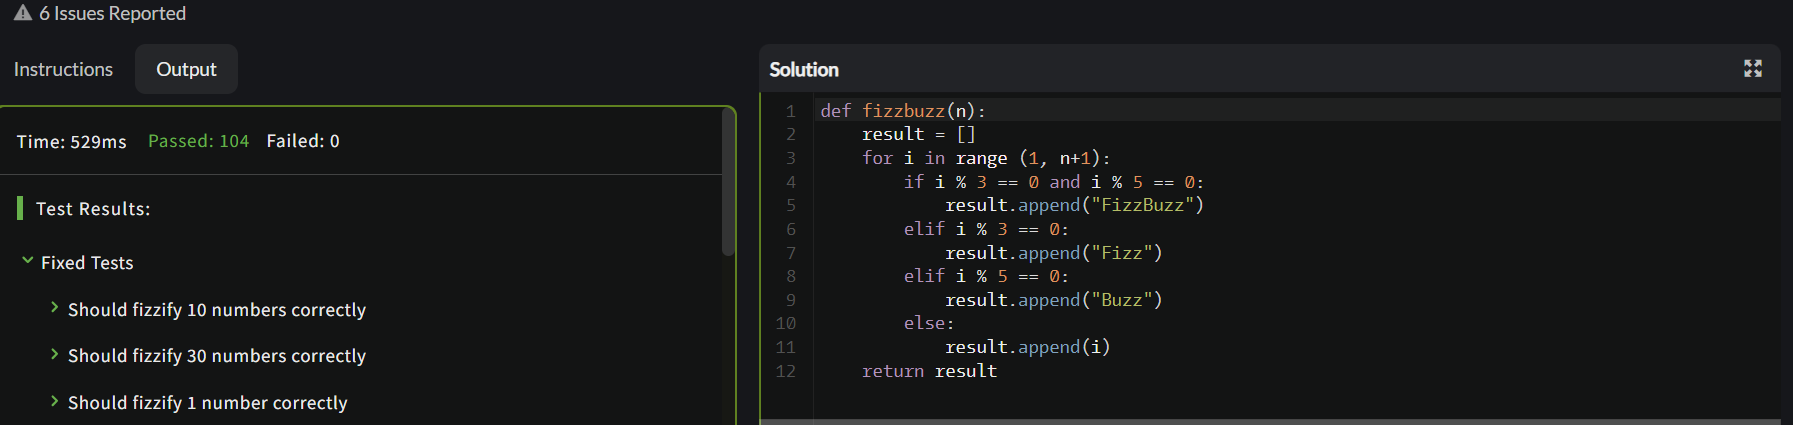 6 Issues Reported
Instructions
Output
Time: 529ms Passed: 104 Failed: 0
Test Results:
Fixed Tests
Should fizzify 10 numbers correctly
Should fizzify 30 numbers correctly
Should fizzify 1 number correctly
Solution
1 def fizzbuzz(n):
2     result = []
3     for i in range (1, n+1):
4         if i % 3 == 0 and i % 5 == 0:
5             result.append("FizzBuzz")
6         elif i % 3 == 0:
7             result.append("Fizz")
8         elif i % 5 == 0:
9             result.append("Buzz")
10         else:
11             result.append(i)
12     return result